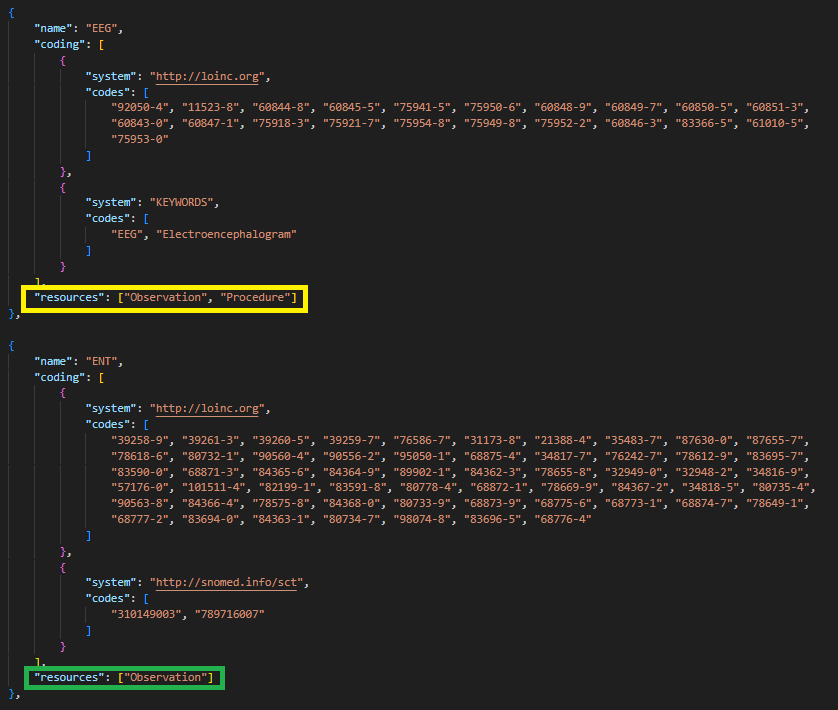 {
"name": "EEG",
"coding": [
{
"system": "http://loinc.org",
"codes": [
"92050-4", "11523-8", "60844-8", "60845-5", "75941-5", "75950-6", "60848-9", "60849-7", "60850-5", "60851-3",
"60843-0", "60847-1", "75918-3", "75921-7", "75954-8", "75949-8", "75952-2", "60846-3", "83366-5", "61010-5",
"75953-0"
]
},
{
"system": "KEYWORDS",
"codes": [
"EEG", "Electroencephalogram"
]
}
],
"resources": ["Observation", "Procedure"]
},
{
"name": "ENT",
"coding": [
{
"system": "http://loinc.org",
"codes": [
"39258-9", "39261-3", "39260-5", "39259-7", "76586-7", "31173-8", "21388-4", "35483-7", "87630-0", "87655-7",
"78618-6", "80732-1", "90560-4", "90556-2", "95050-1", "68875-4", "34817-7", "76242-7", "78612-9", "83695-7",
"83590-0", "68871-3", "84365-6", "84364-9", "89902-1", "84362-3", "78655-8", "32949-0", "32948-2", "34816-9",
"57176-0", "101511-4", "82199-1", "83591-8", "80778-4", "68872-1", "78669-9", "84367-2", "34818-5", "80735-4",
"90563-8", "84366-4", "78575-8", "84368-0", "80733-9", "68873-9", "68775-6", "68773-1", "68874-7", "78649-1",
"68777-2", "83694-0", "84363-1", "80734-7", "98074-8", "83696-5", "68776-4"
]
},
{
"system": "http://snomed.info/sct",
"codes": [
"310149003", "789716007"
]
}
],
"resources": ["Observation"]
},